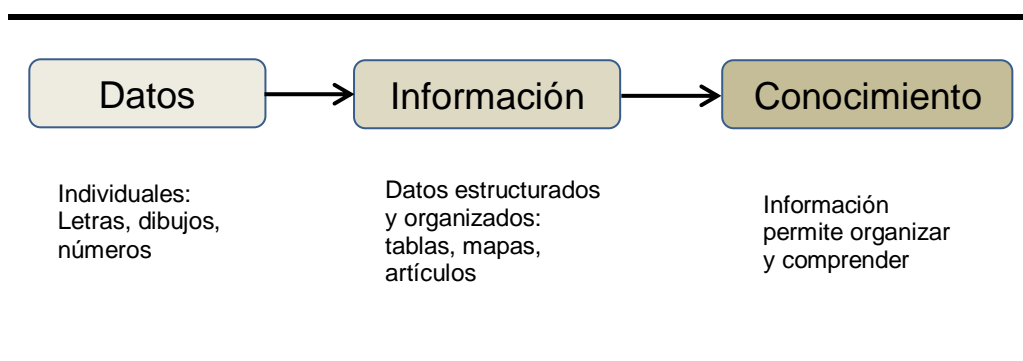 Datos
Información
Conocimiento
Individuales:
Letras, dibujos,
números
Datos estructurados
y organizados:
tablas, mapas,
artículos
Información
permite organizar
y comprender